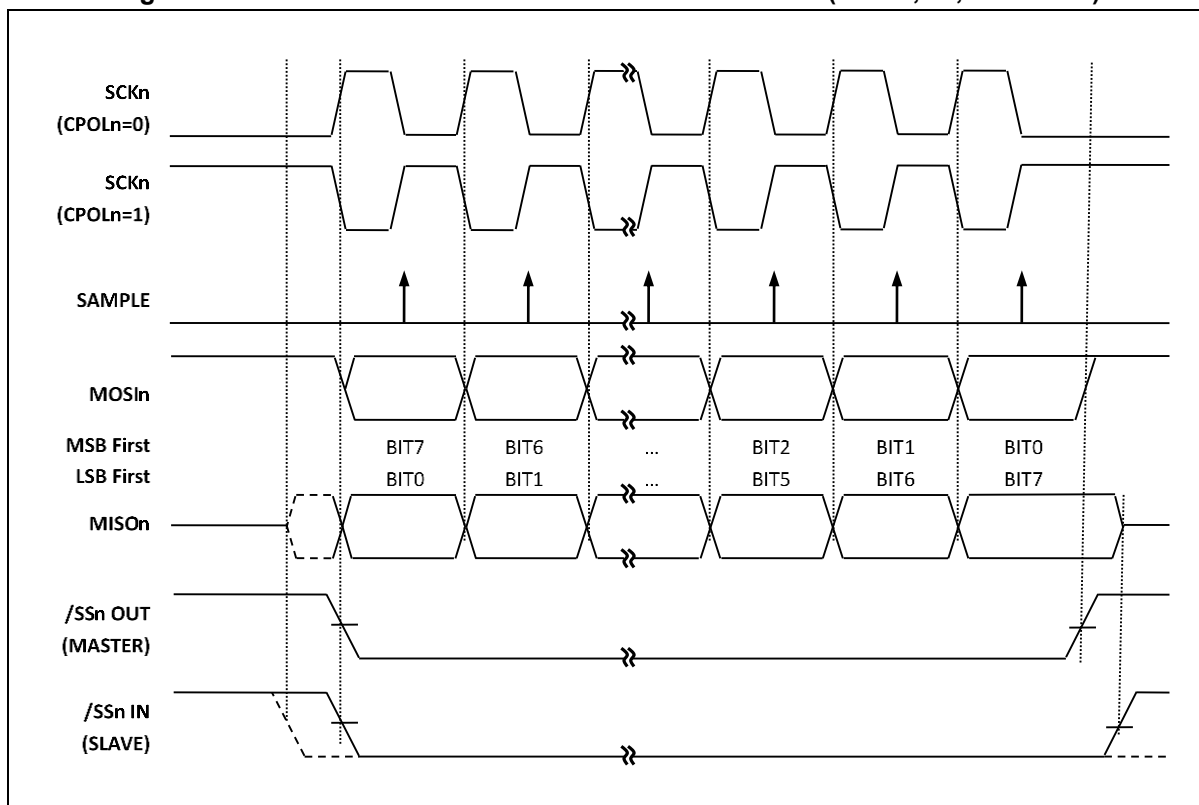 SCKn
(CPOLn=0)
SCKn
(CPOLn=1)
SAMPLE
MOSIn
MSB First BIT7 BIT6 ... BIT2 BIT1 BIT0
LSB First BIT0 BIT1 ... BIT5 BIT6 BIT7
MISOn
/SSn OUT
(MASTER)
/SSn IN
(SLAVE)